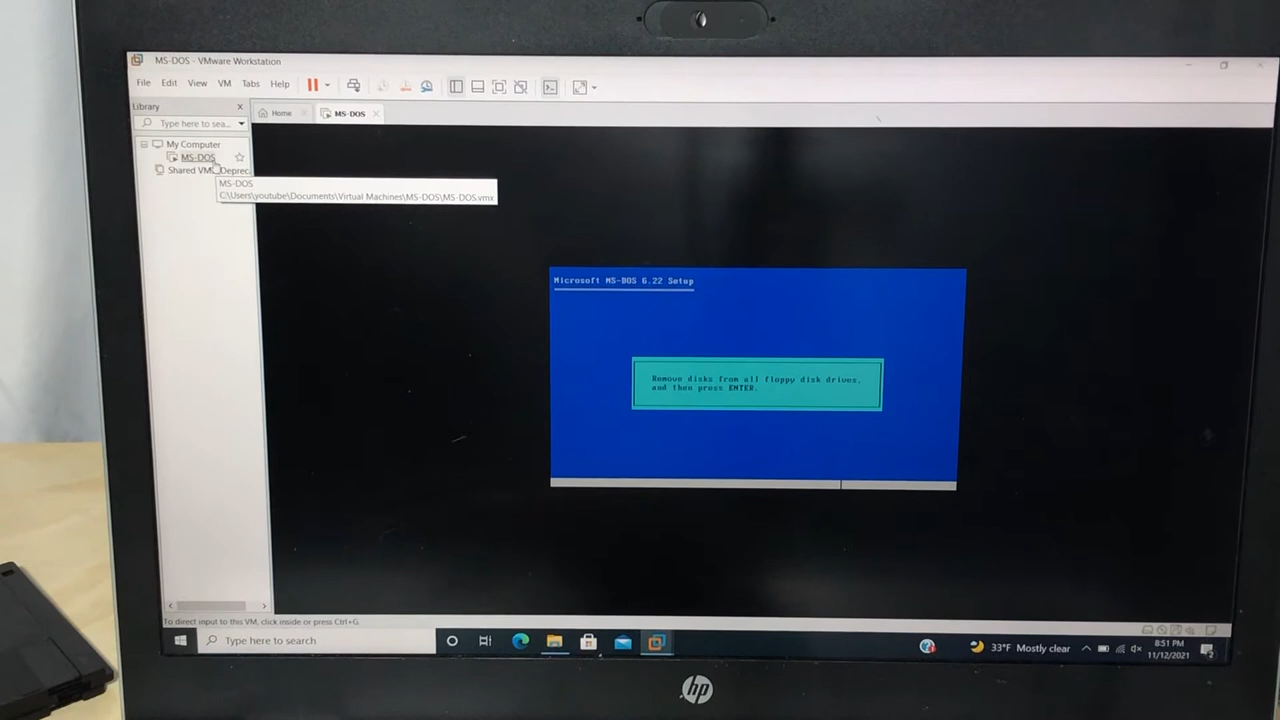 MS-DOS - VMware Workstation
File Edit View VM Tabs Help
Library
Type here to sea...
Home
MS-DOS
My Computer
MS-DOS
Shared VMs (Deprec
MS-DOS
C:\Users\youtube\Documents\Virtual Machines\MS-DOS\MS-DOS.vmx
Microsoft MS-DOS 6.22 Setup
Remove disks from all floppy disk drives,
and then press ENTER.
To direct input to this VM, click inside or press Ctrl+G.
Type here to search
33°F Mostly clear
8:51 PM
11/12/2021
2
hp